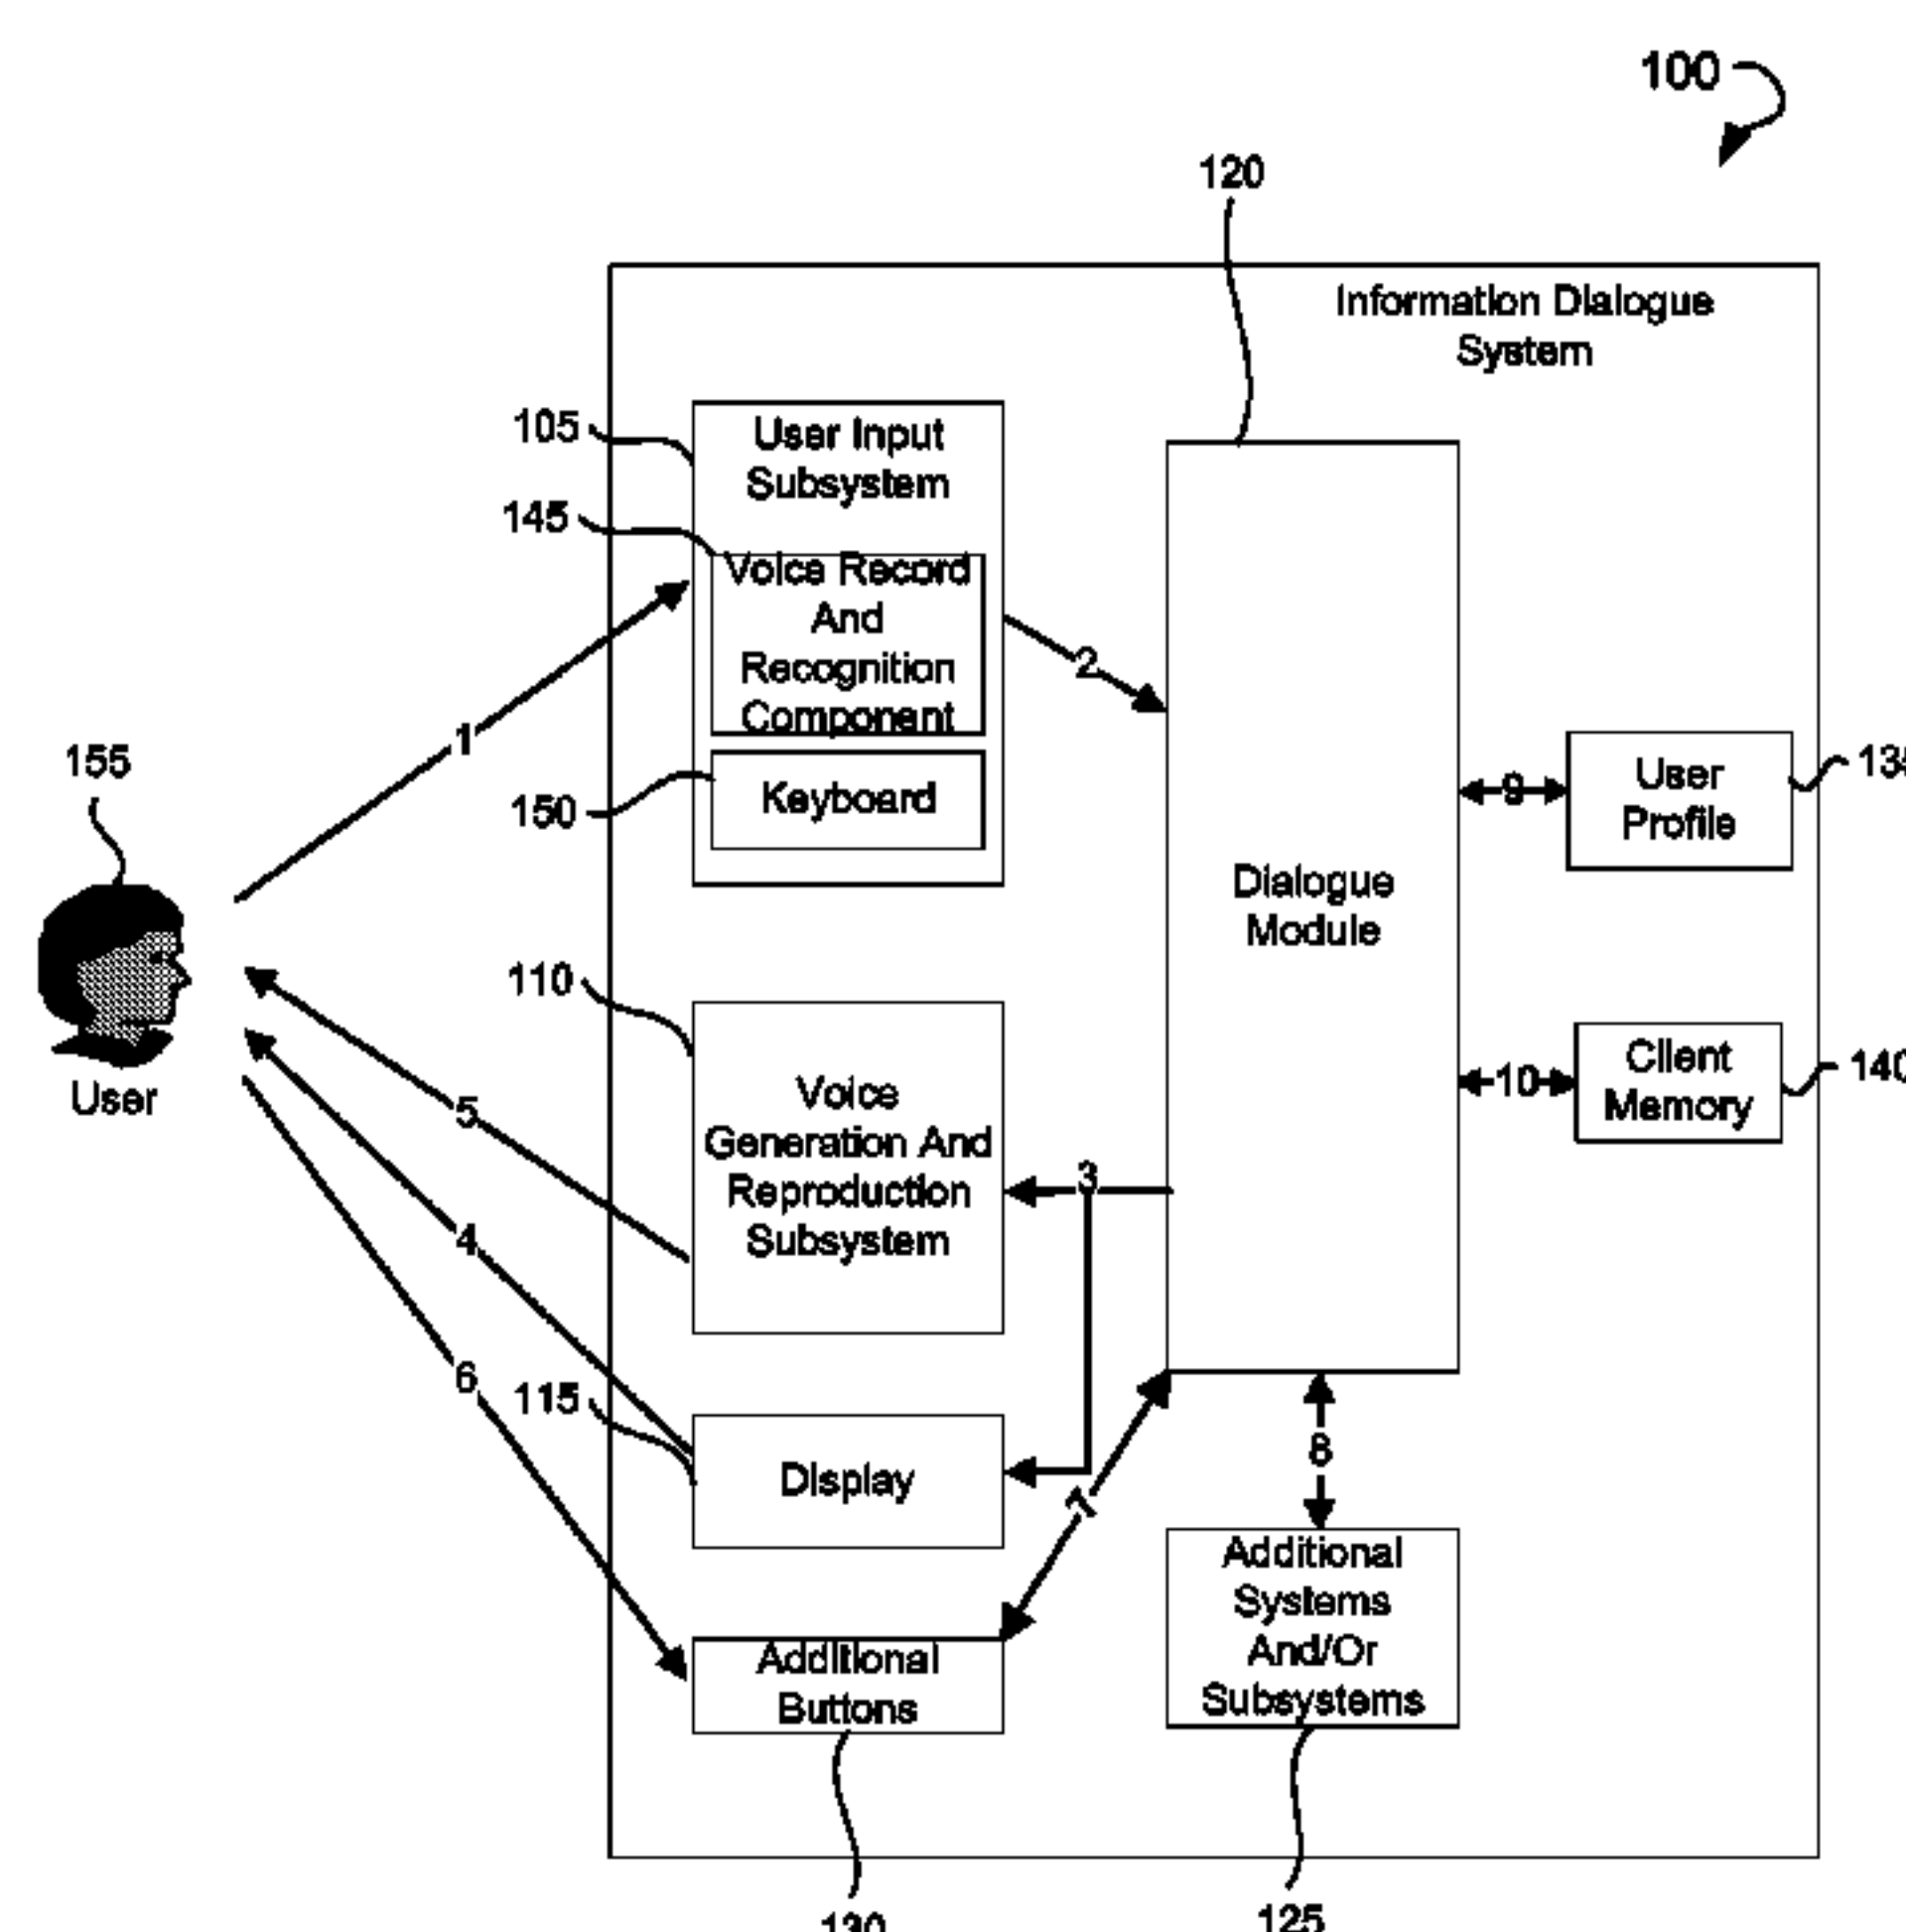 100
120
Information Dialogue
System
105
User Input
Subsystem
145
Voice Record
And
Recognition
Component
2
1
155
150
Keyboard
9
User
Profile
135
Dialogue
Module
110
User
Voice
Generation And
Reproduction
Subsystem
5
3
10
Client
Memory
140
4
6
115
Display
7
8
Additional
Buttons
Additional
Systems
And/Or
Subsystems
130
125